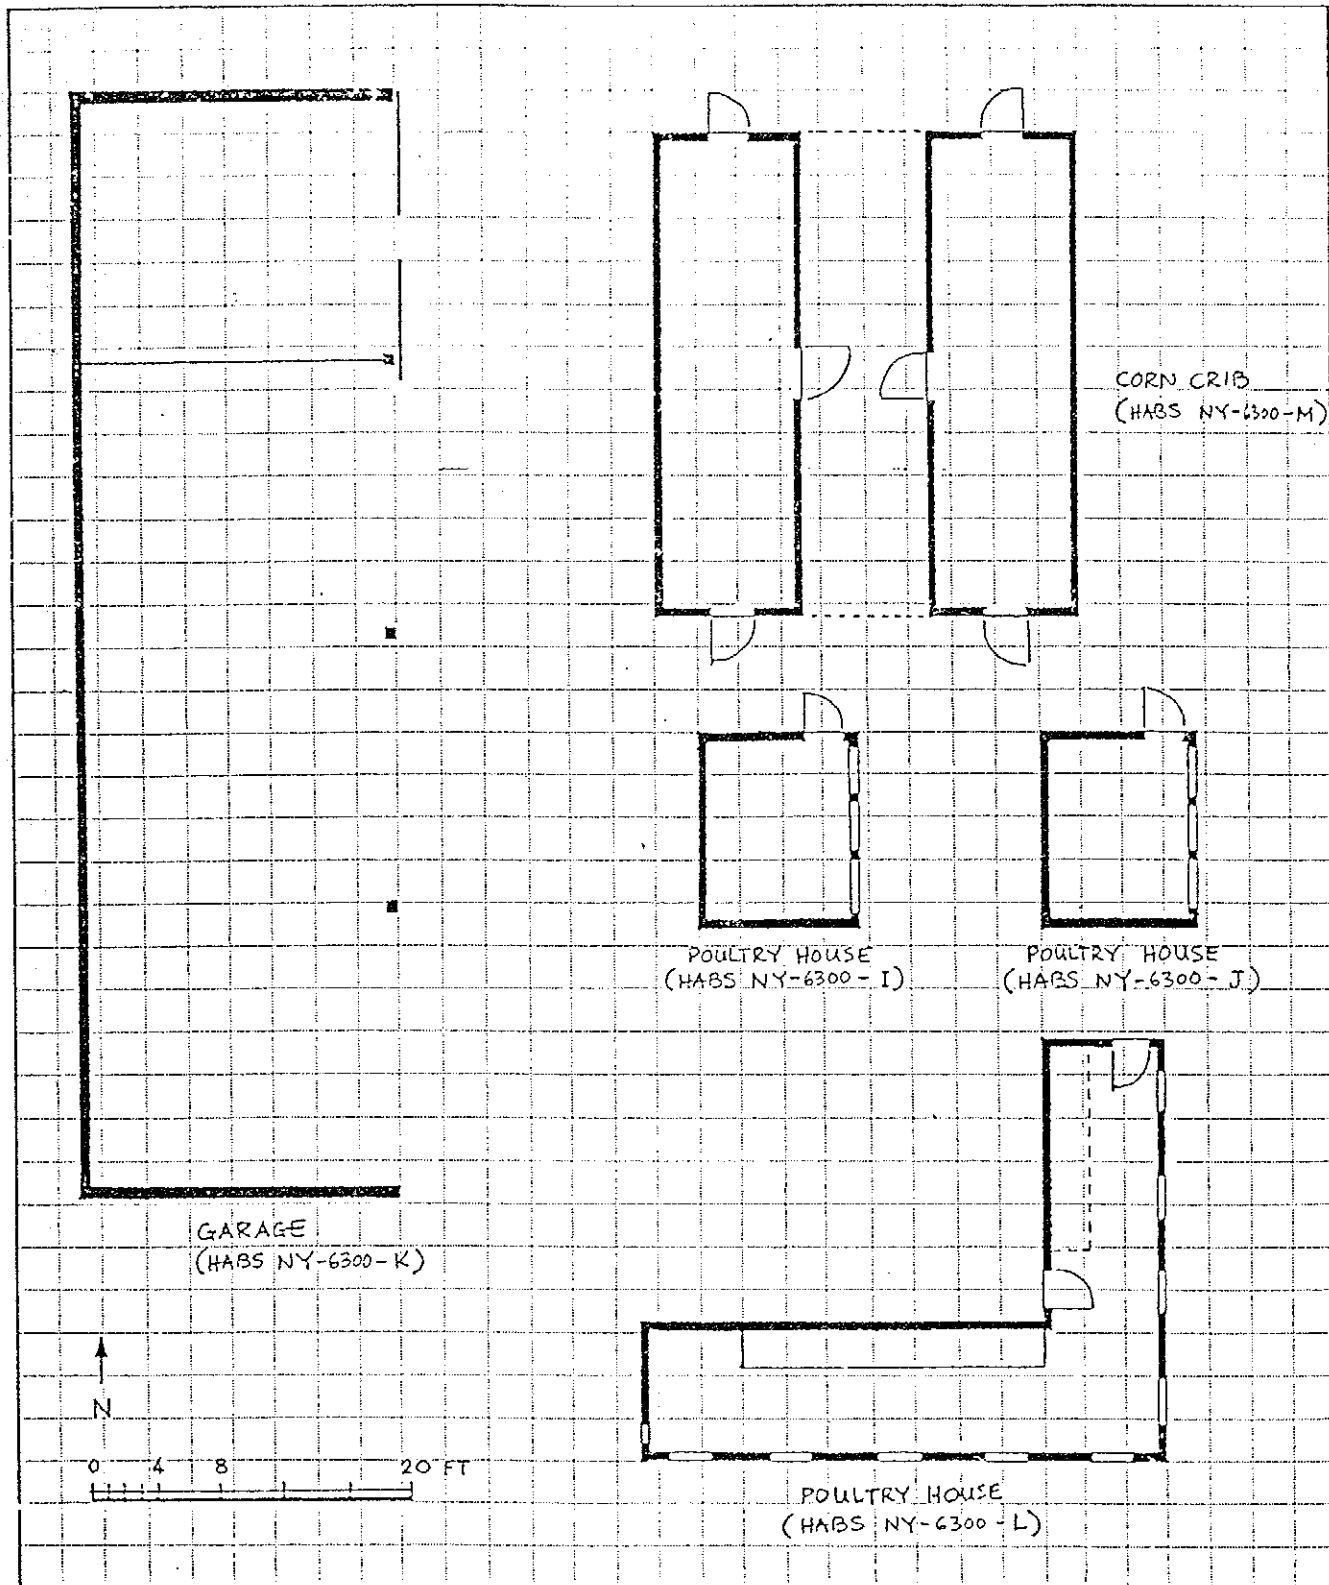 CORN CRIB
(HABS NY-6300-M)
POULTRY HOUSE
(HABS NY-6300-I)
POULTRY HOUSE
(HABS NY-6300-J)
GARAGE
(HABS NY-6300-K)
N
0 4 8 20 FT
POULTRY HOUSE
(HABS NY-6300-L)